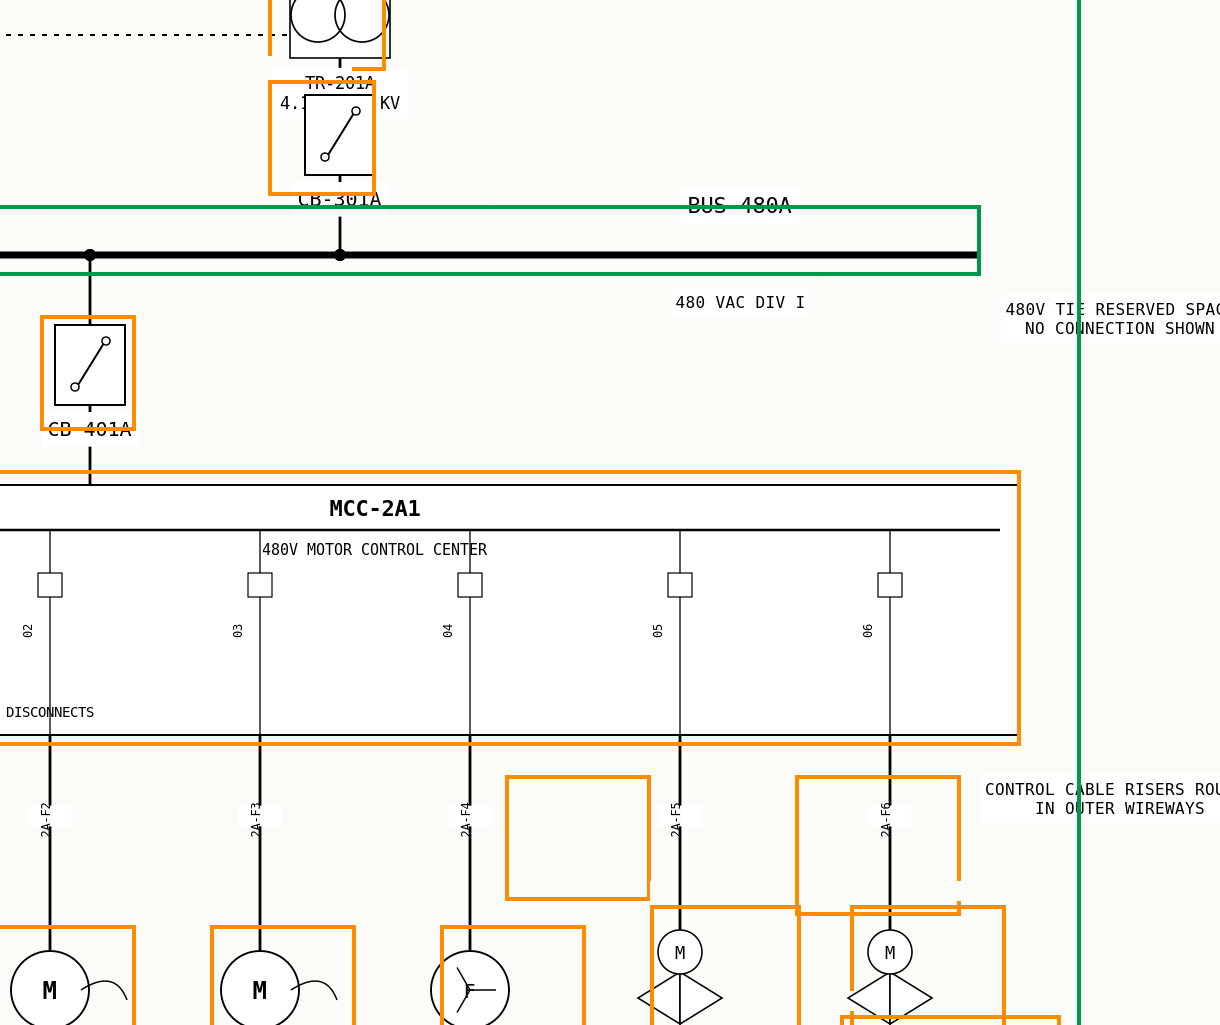 TR-201A
KV
CB-301A
BUS 480A
480 VAC DIV I
480V TIE RESERVED
NO CONNECTION SHOWN
CB-401A
MCC-2A1
480V MOTOR CONTROL CENTER
02
03
04
05
06
DISCONNECTS
2A-F2
2A-F3
2A-F4
2A-F5
2A-F6
CONTROL CABLE RISERS
IN OUTER WIREWAYS
M
M
F
M
M